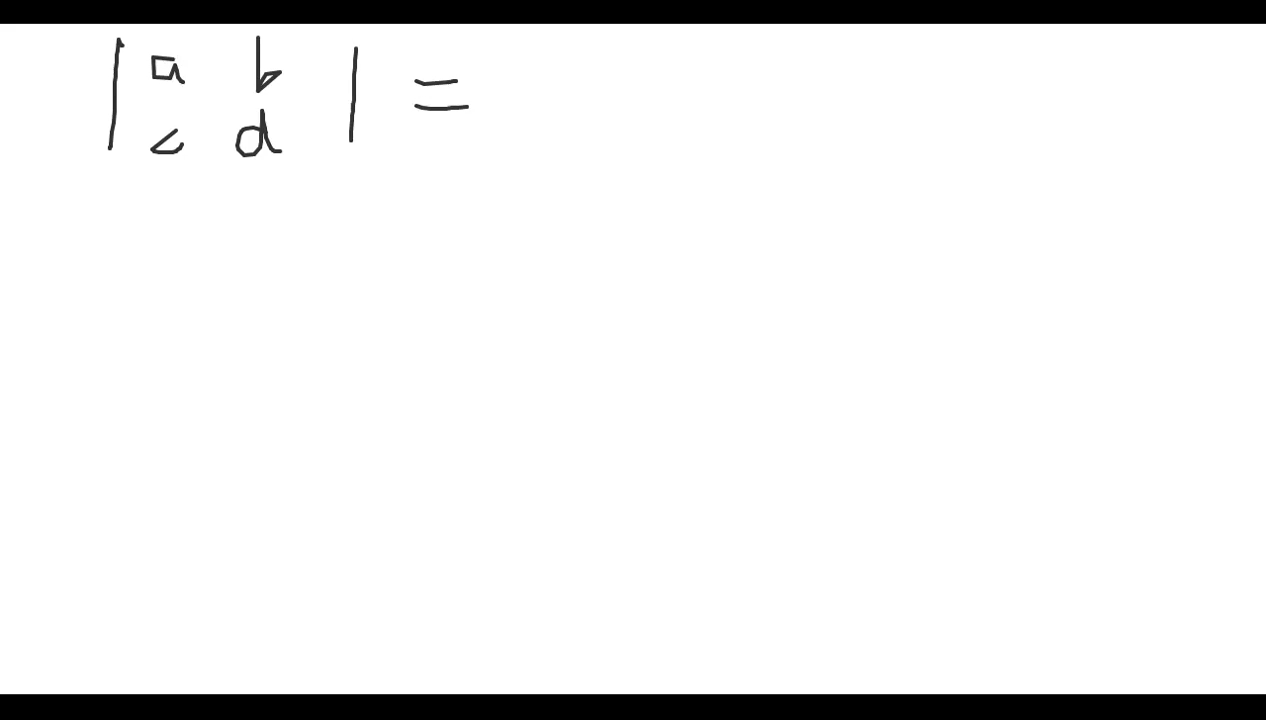 | a b | =
| c d |